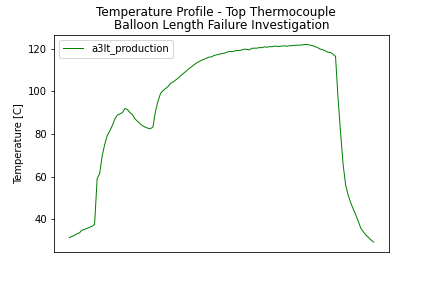 Temperature Profile - Top Thermocouple
Balloon Length Failure Investigation
a3lt_production
Temperature [C]
120
100
80
60
40